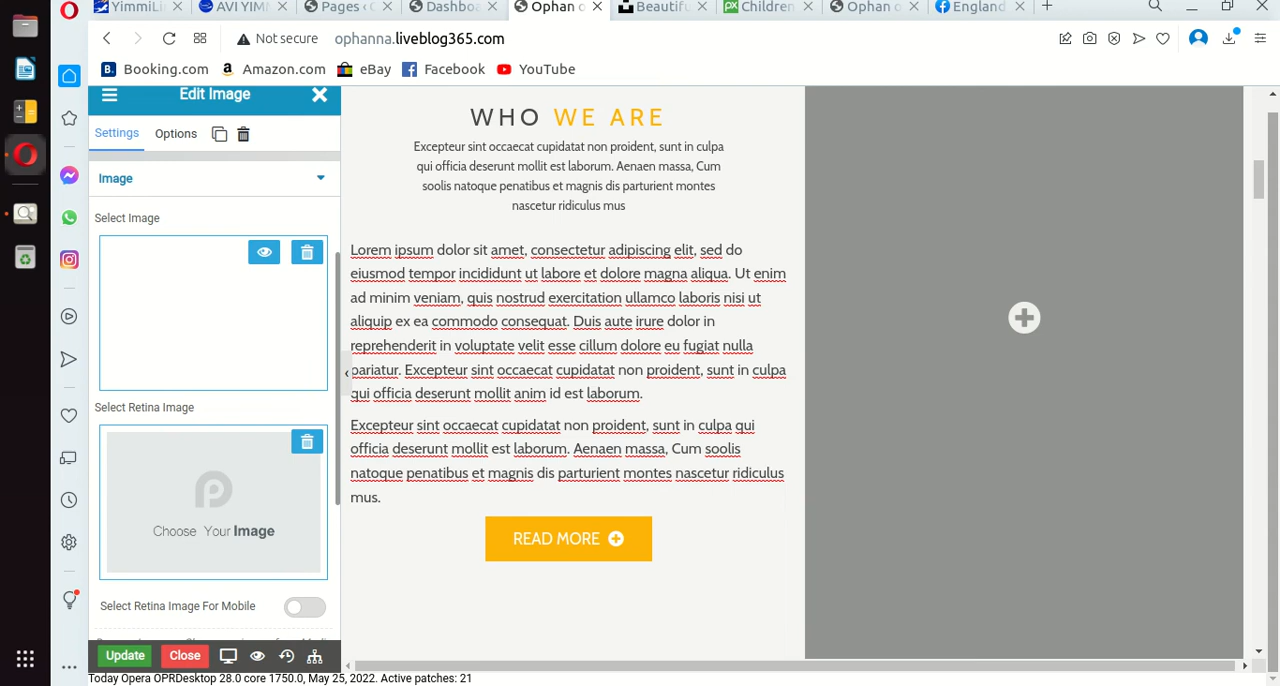 YimmiLi
AVI YIMM
Pages ‹
Dashboa
Ophan o
Beautifu
Children
Ophan o
England
Not secure
ophanna.liveblog365.com
Booking.com
Amazon.com
eBay
Facebook
YouTube
Edit Image
Settings
Options
Image
Select Image
Select Retina Image
Choose Your Image
Select Retina Image For Mobile
Update
Close
WHO WE ARE
Excepteur sint occaecat cupidatat non proident, sunt in culpa
qui officia deserunt mollit est laborum. Aenaen massa, Cum
soolis natoque penatibus et magnis dis parturient montes
nascetur ridiculus mus
Lorem ipsum dolor sit amet, consectetur adipiscing elit, sed do
eiusmod tempor incididunt ut labore et dolore magna aliqua. Ut enim
ad minim veniam, quis nostrud exercitation ullamco laboris nisi ut
aliquip ex ea commodo consequat. Duis aute irure dolor in
reprehenderit in voluptate velit esse cillum dolore eu fugiat nulla
pariatur. Excepteur sint occaecat cupidatat non proident, sunt in culpa
qui officia deserunt mollit anim id est laborum.
Excepteur sint occaecat cupidatat non proident, sunt in culpa qui
officia deserunt mollit est laborum. Aenaen massa, Cum soolis
natoque penatibus et magnis dis parturient montes nascetur ridiculus
mus.
READ MORE
Today Opera OPRDesktop 28.0 core 1750.0, May 25, 2022. Active patches: 21